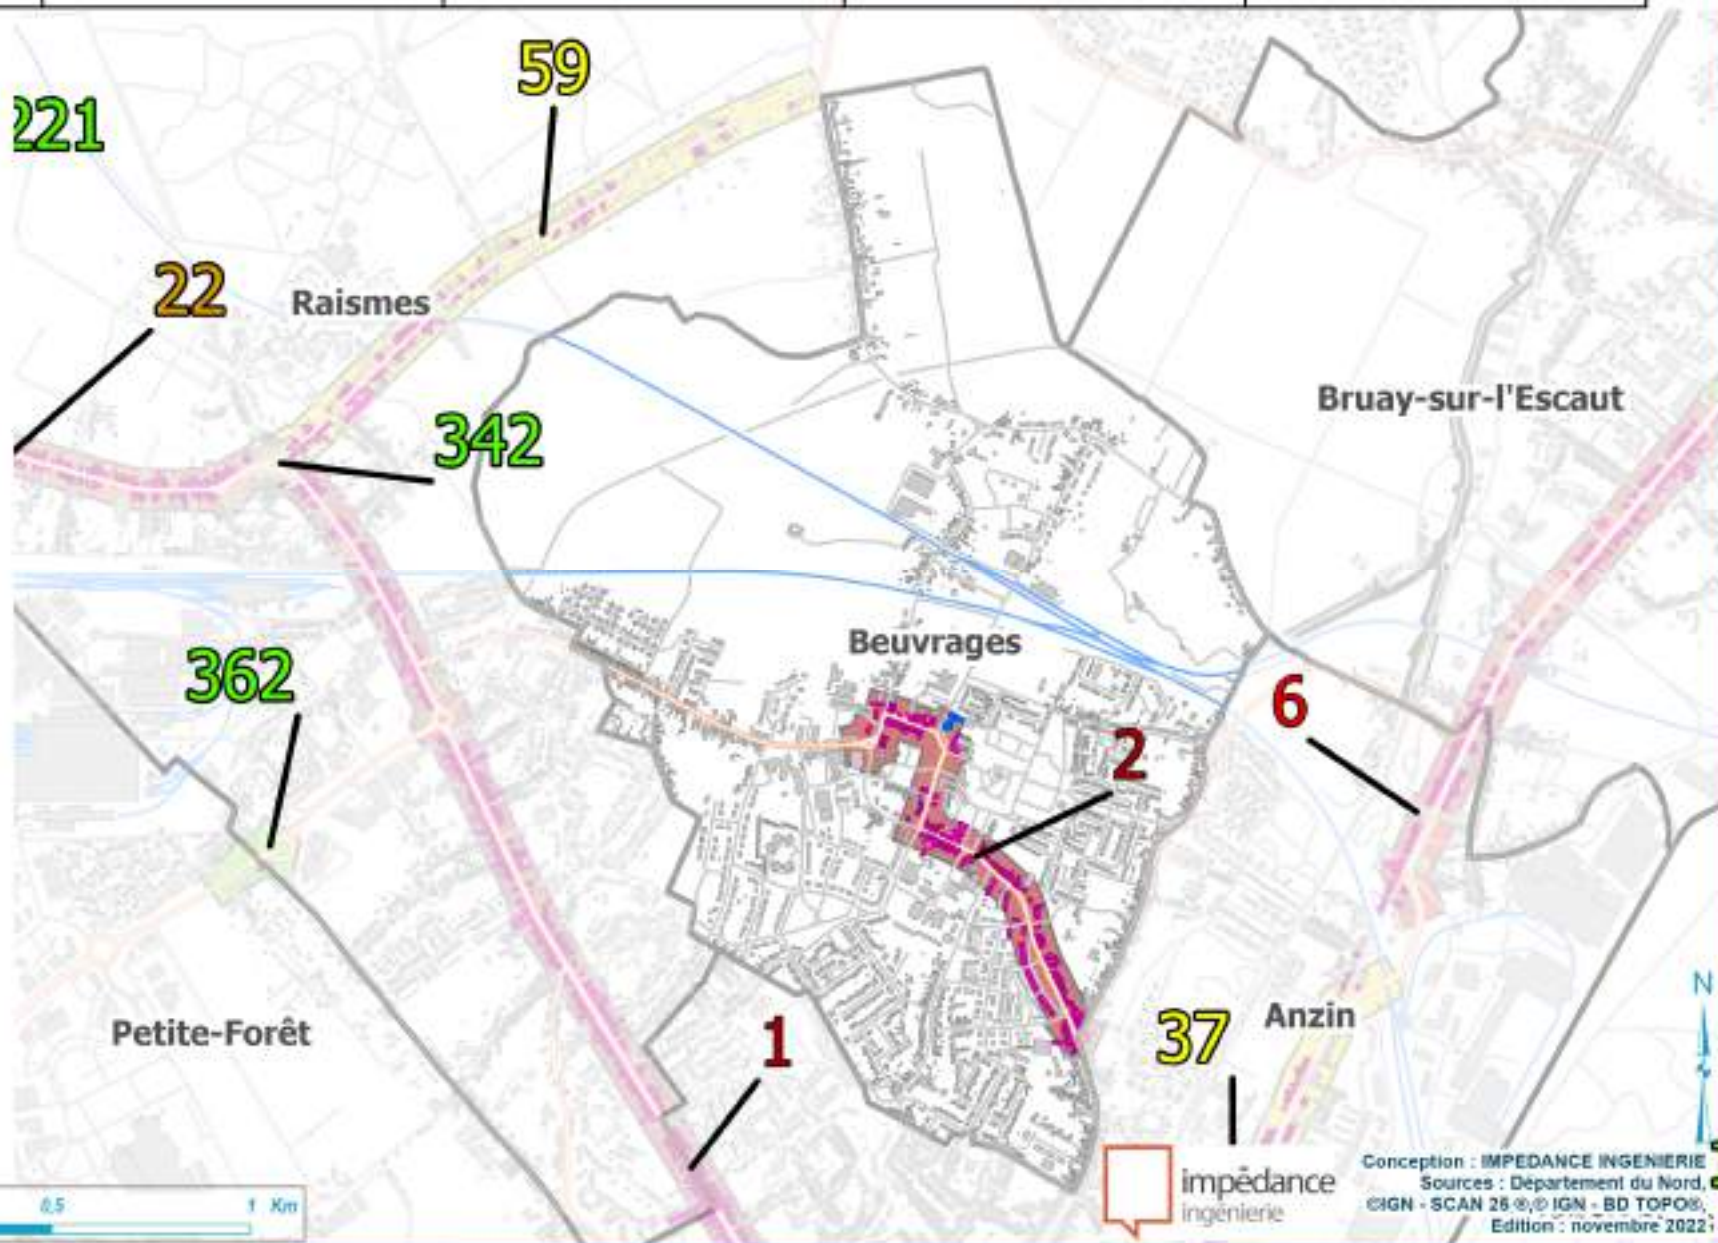 59
221
22
Raismes
Bruay-sur-l'Escaut
342
Beuvrages
362
6
2
N
Petite-Forêt
1
37
Anzin
0,5 1 Km
impédance
ingénierie
Conception : IMPEDANCE INGENIERIE
Sources : Département du Nord,
©IGN - SCAN 25 ®,© IGN - BD TOPO®,
Edition : novembre 2022